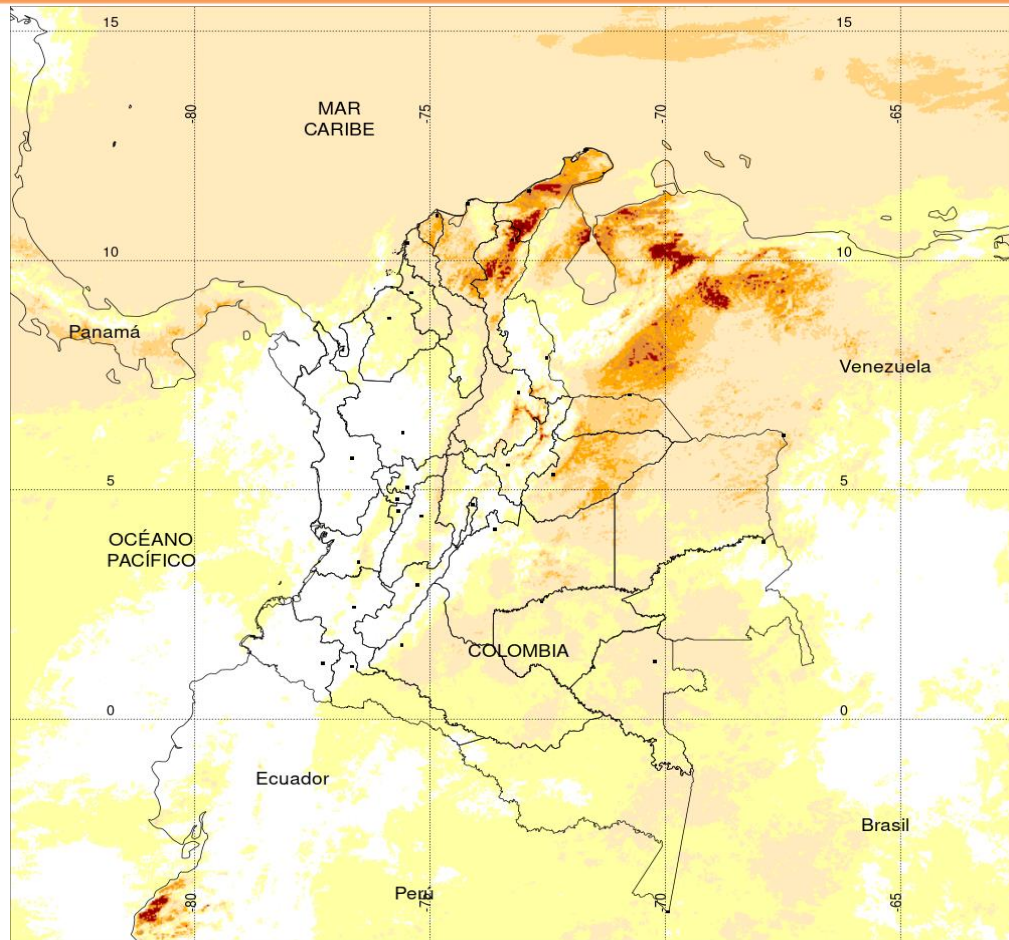 15
15
-80
-75
-70
-65
MAR
CARIBE
10
10
Panamá
Venezuela
5
5
OCÉANO
PACÍFICO
COLOMBIA
0
0
Ecuador
Brasil
Perú
-80
-75
-70
-65